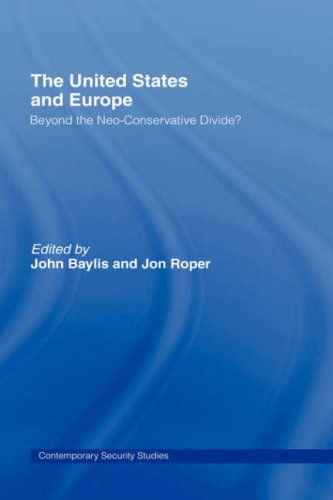 The United States
and Europe
Beyond the Neo-Conservative Divide?
Edited by
John Baylis and Jon Roper
Contemporary Security Studies